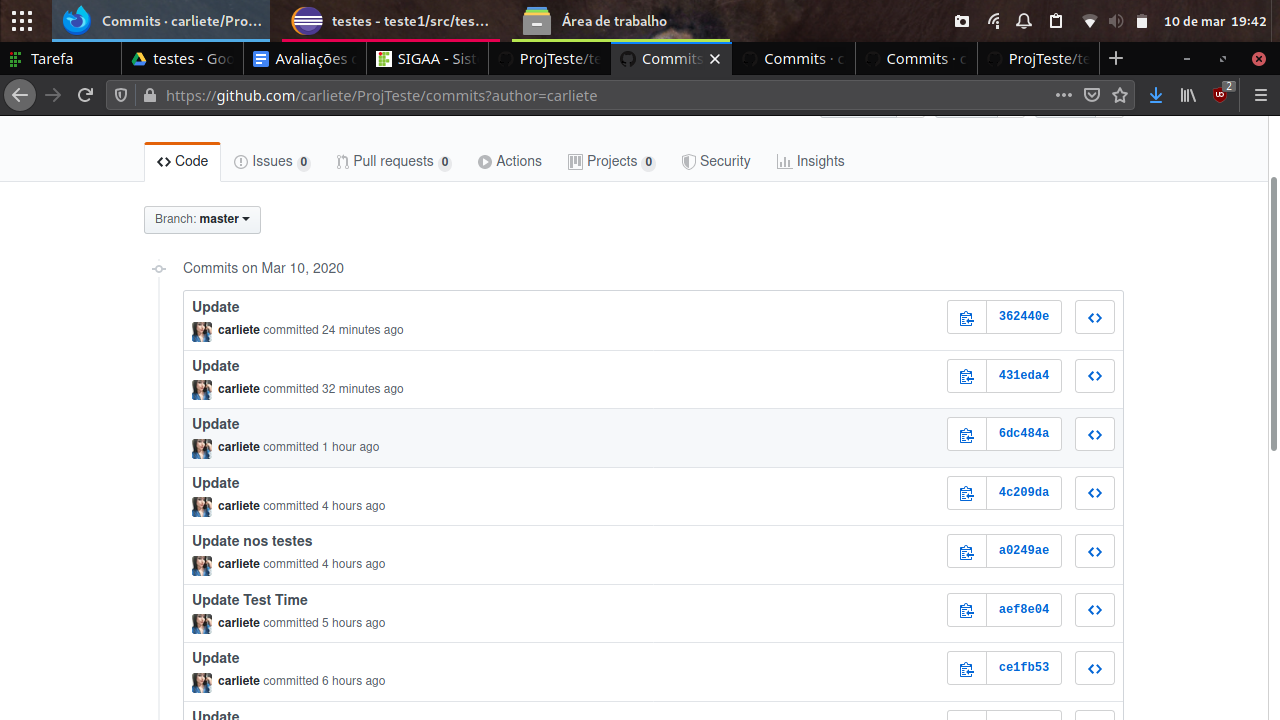 Commits · carliete/Pro…
testes - teste1/src/tes…
Área de trabalho
10 de mar 19:42
Tarefa
testes - Goo
Avaliações
SIGAA - Sist
ProjTeste/te
Commits
Commits · c
Commits · c
ProjTeste/te
https://github.com/carliete/ProjTeste/commits?author=carliete
2
Code
Issues 0
Pull requests 0
Actions
Projects 0
Security
Insights
Branch: master
Commits on Mar 10, 2020
Update
362440e
carliete committed 24 minutes ago
Update
431eda4
carliete committed 32 minutes ago
Update
6dc484a
carliete committed 1 hour ago
Update
4c209da
carliete committed 4 hours ago
Update nos testes
a0249ae
carliete committed 4 hours ago
Update Test Time
aef8e04
carliete committed 5 hours ago
Update
ce1fb53
carliete committed 6 hours ago
Update